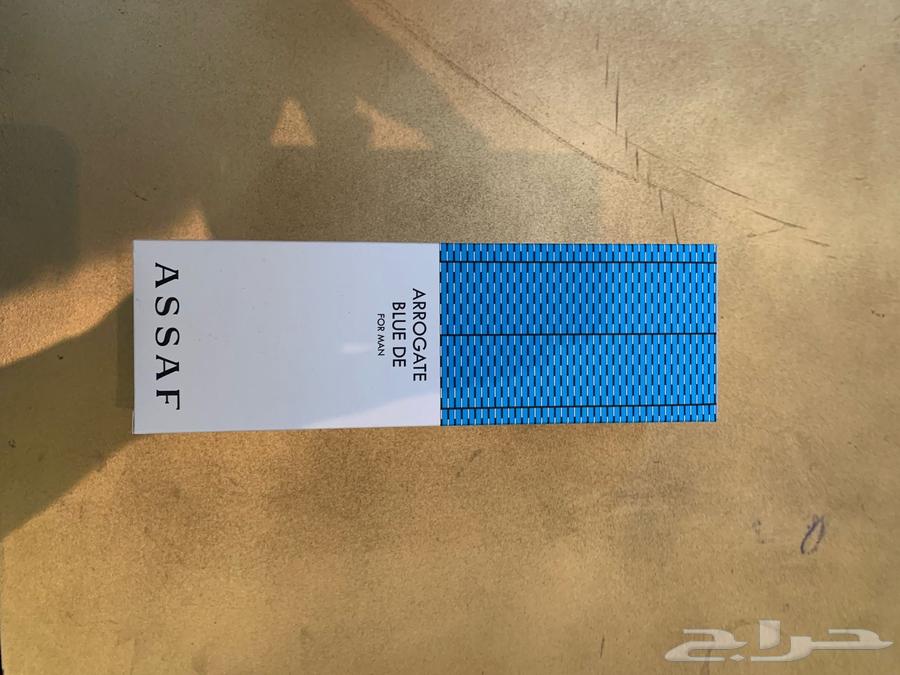 ARROGATE
BLUE DE
FOR MAN
ASSAF
حراج